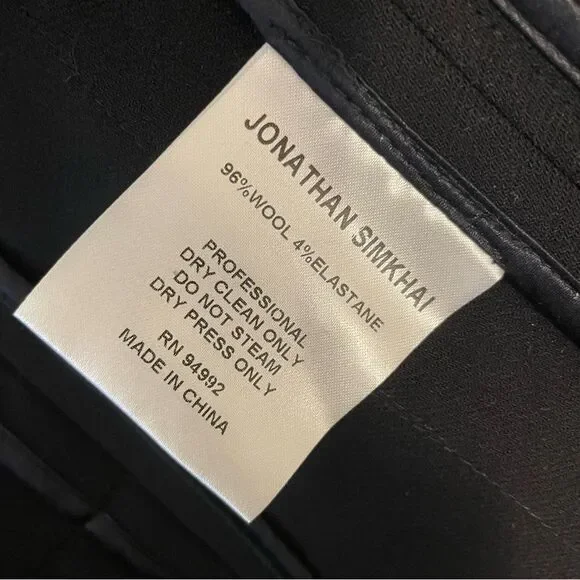 JONATHAN SIMKHAI
96%WOOL 4%ELASTANE
PROFESSIONAL
DRY CLEAN ONLY
DO NOT STEAM
DRY PRESS ONLY
RN 94992
MADE IN CHINA